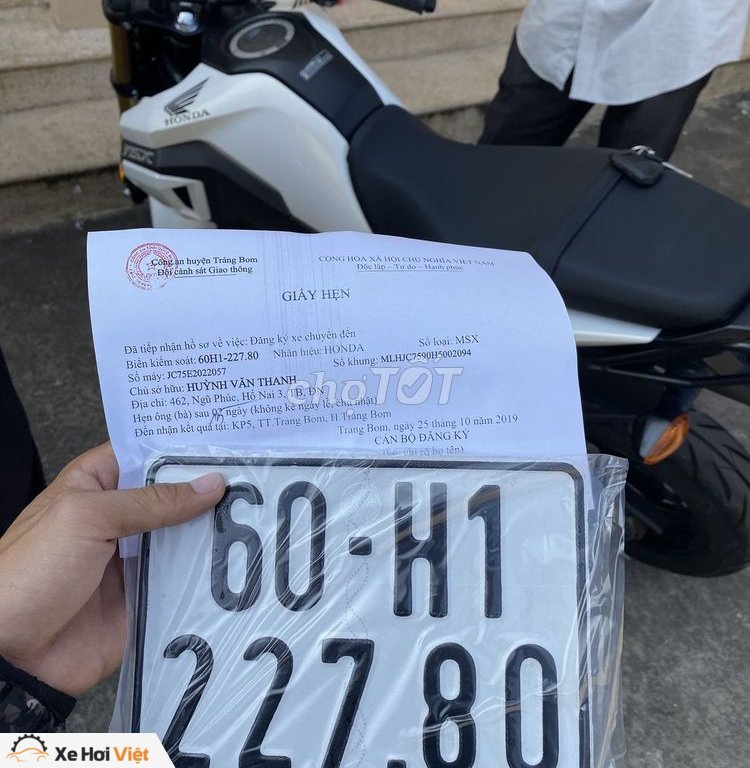 HONDA
MSX
Công an huyện Trảng Bom
Đội cảnh sát Giao thông
CỘNG HÒA XÃ HỘI CHỦ NGHĨA VIỆT NAM
Độc lập – Tự do – Hạnh phúc
GIẤY HẸN
Đã tiếp nhận hồ sơ về việc: Đăng ký xe chuyển đến
Biển kiểm soát: 60H1-227.80 Nhãn hiệu: HONDA Số loại: MSX
Số máy: JC75E2022057 Số khung: MLHJC7590H5002094
Chủ sở hữu: HUỲNH VĂN THANH
Địa chỉ: 462, Ngũ Phúc, Hố Nai 3, TB, ĐN
Hẹn ông (bà) sau 02 ngày (không kể ngày lễ, chủ nhật)
Đến nhận kết quả tại: KP5, TT.Trảng Bom, H Trảng Bom
Trảng Bom, ngày 25 tháng 10 năm 2019
CÁN BỘ ĐĂNG KÝ
ghi rõ họ tên)
chợTỐT
60-H1
227.80
Xe Hơi Việt